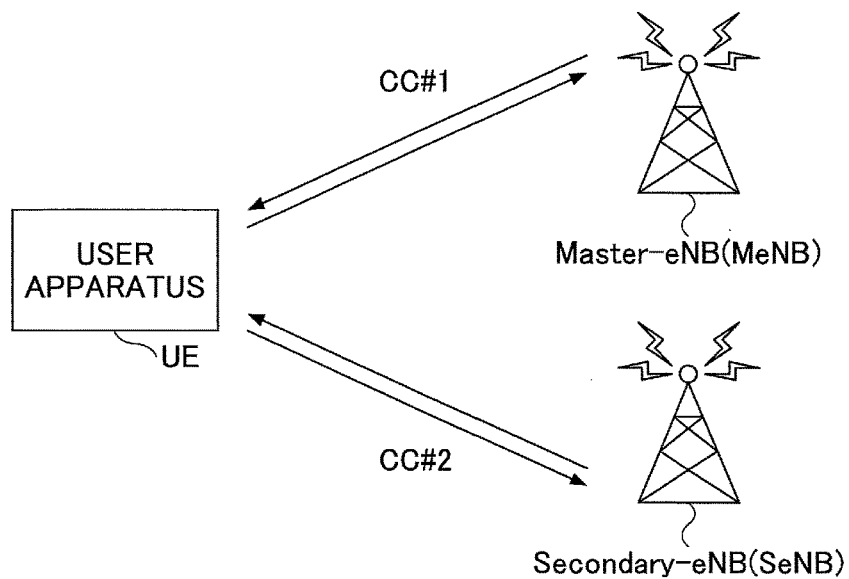 CC#1
USER
APPARATUS
UE
Master-eNB(MeNB)
CC#2
Secondary-eNB(SeNB)